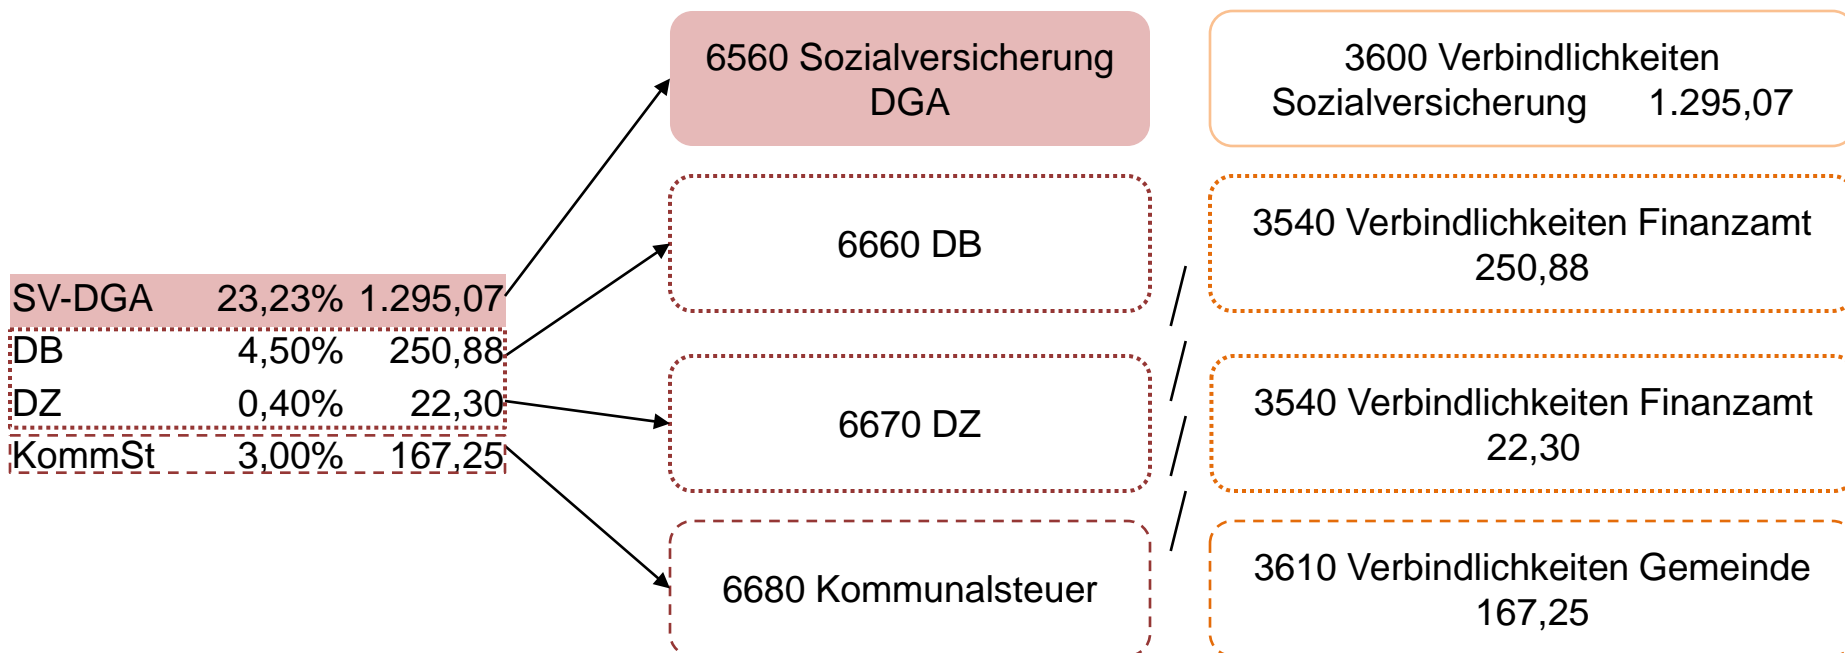 SV-DGA 23,23% 1.295,07
DB 4,50% 250,88
DZ 0,40% 22,30
KommSt 3,00% 167,25
6560 Sozialversicherung
DGA
3600 Verbindlichkeiten
Sozialversicherung 1.295,07
6660 DB
/
3540 Verbindlichkeiten Finanzamt
250,88
/
6670 DZ
/
3540 Verbindlichkeiten Finanzamt
22,30
6680 Kommunalsteuer
/
3610 Verbindlichkeiten Gemeinde
167,25